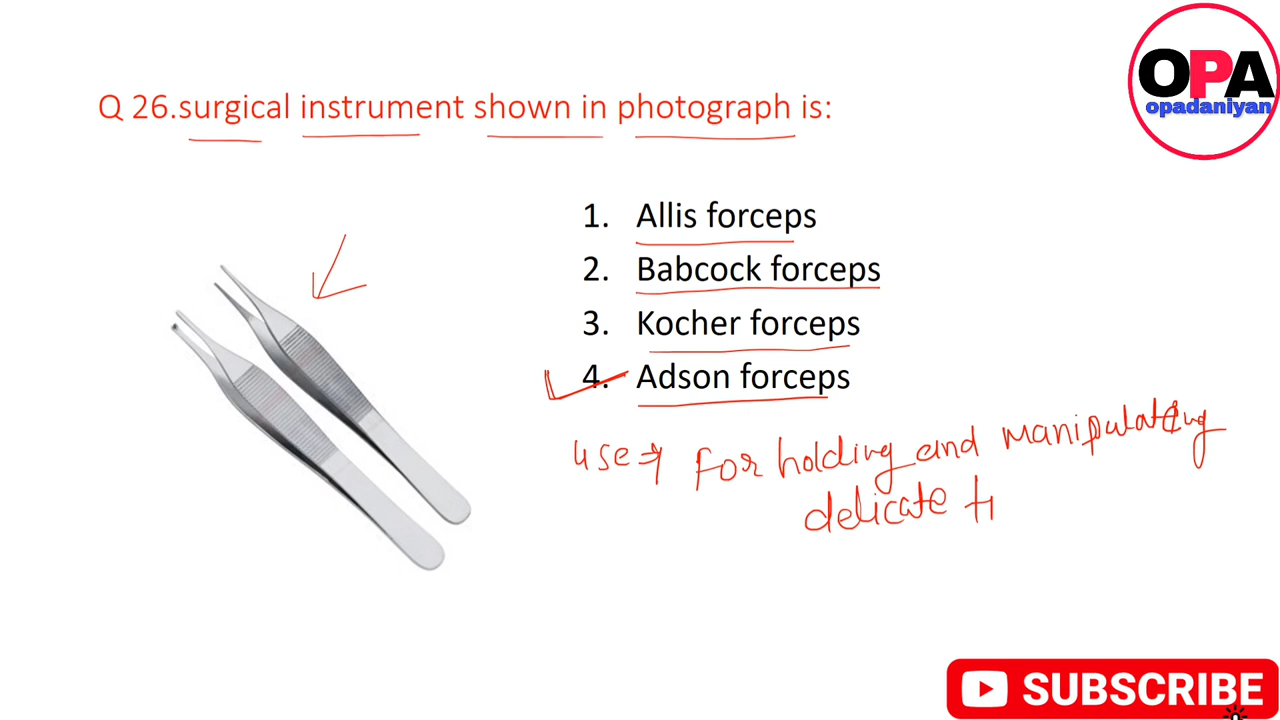 OPA
opadaniyan
Q 26.surgical instrument shown in photograph is:
1. Allis forceps
2. Babcock forceps
3. Kocher forceps
4. Adson forceps
use⇒ For holding and manipulating
delicate ti
SUBSCRIBE